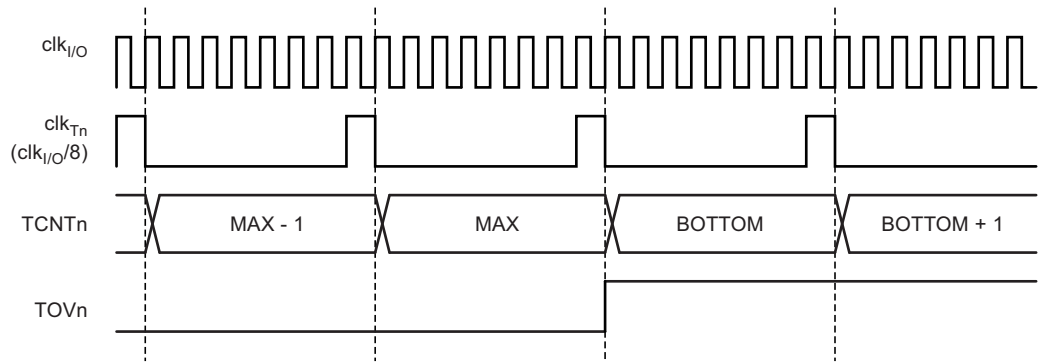 clkI/O
clkTn
(clkI/O/8)
TCNTn
MAX - 1
MAX
BOTTOM
BOTTOM + 1
TOVn